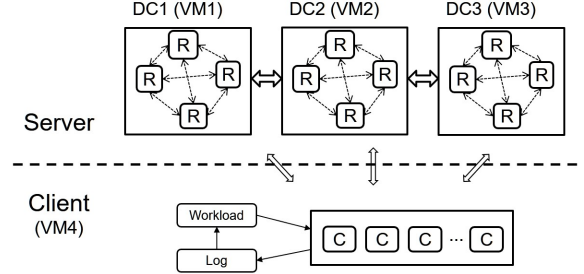 DC1 (VM1) DC2 (VM2) DC3 (VM3)
R R R
R R R R R R
R R R
Server
Client
(VM4)
Workload
C C C ... C
Log